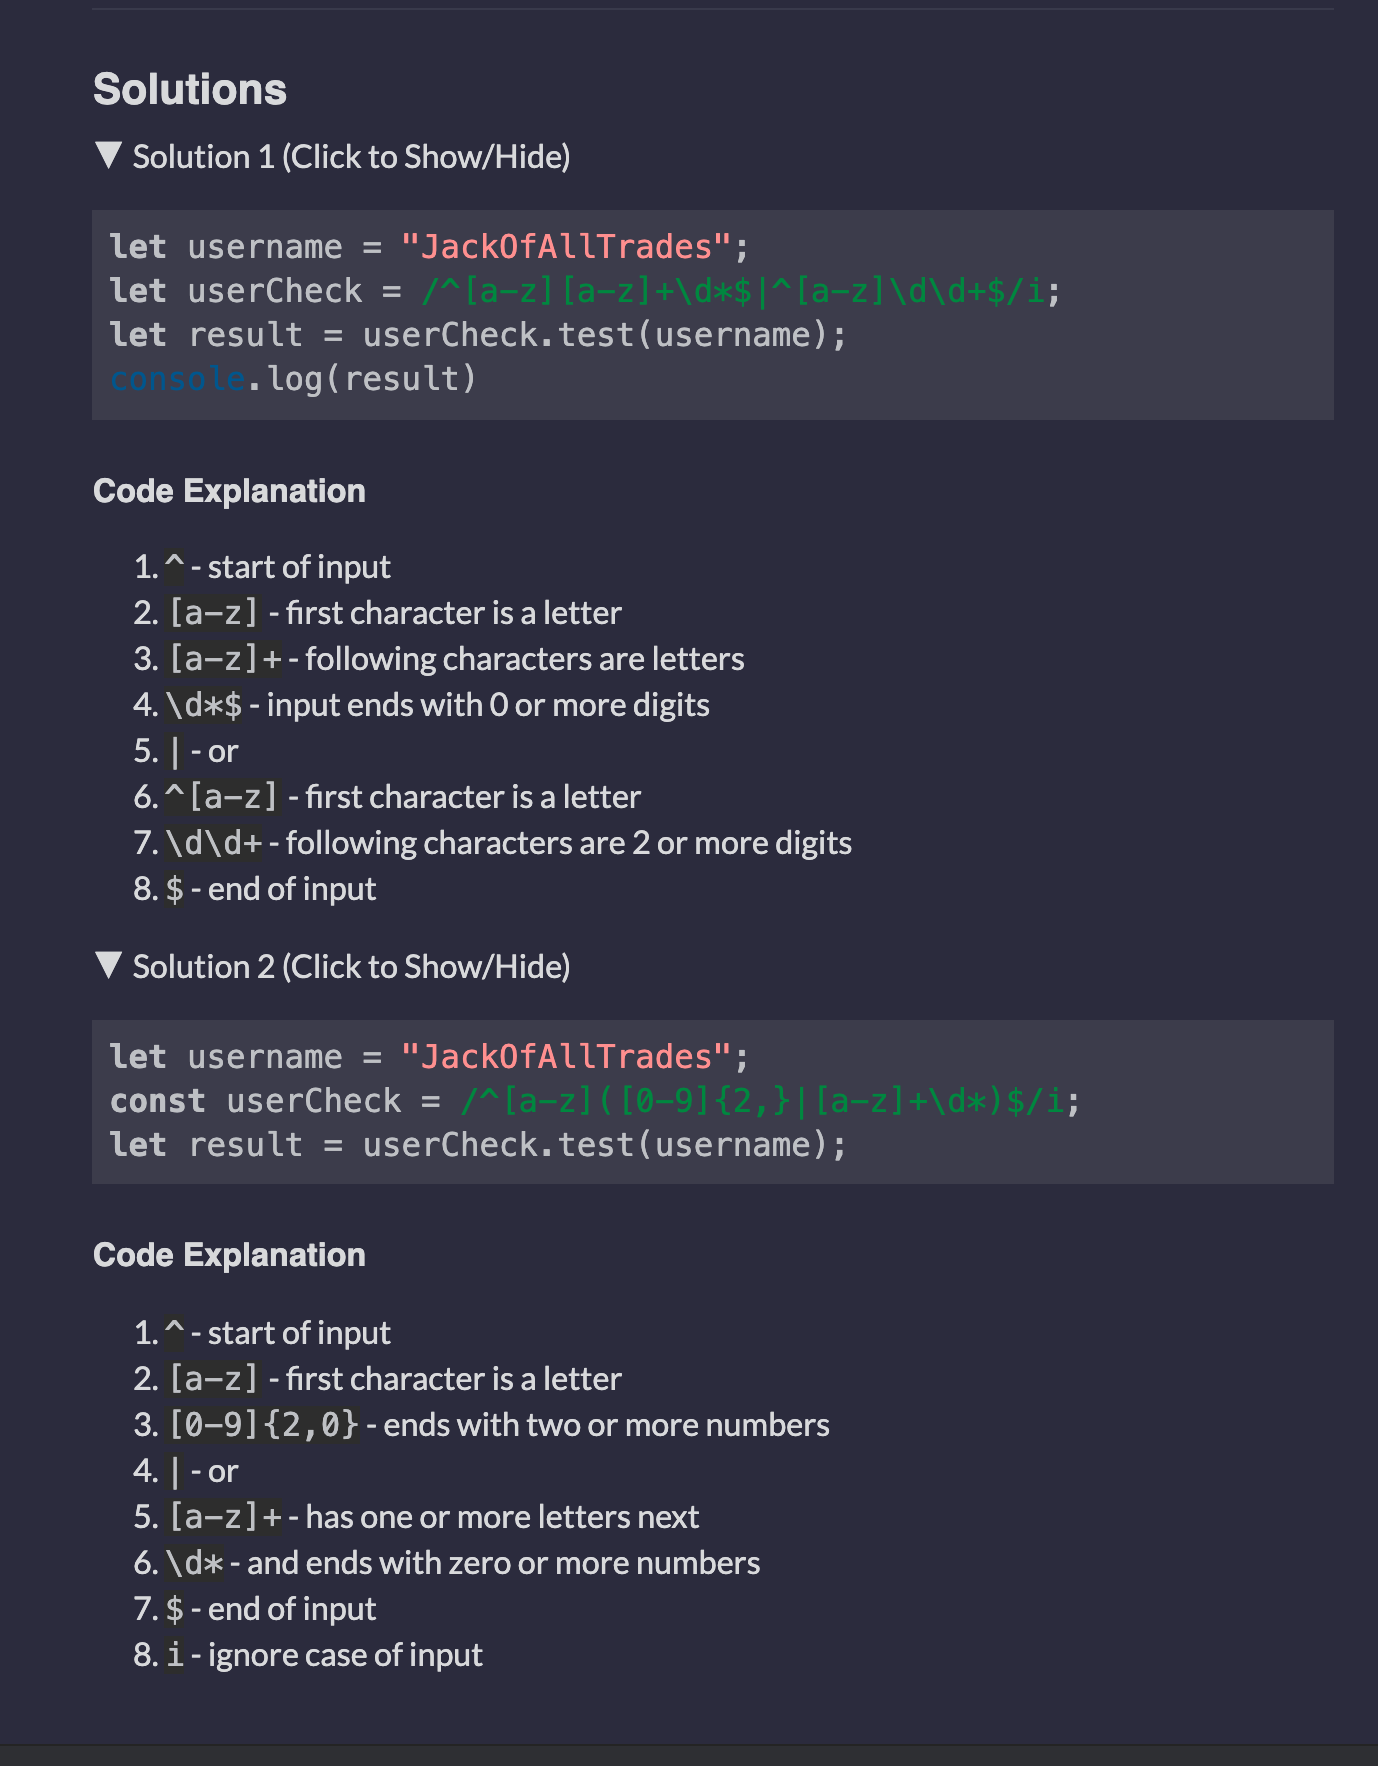 Solutions
▼ Solution 1 (Click to Show/Hide)
let username = "JackOfAllTrades";
let userCheck = /^[a-z][a-z]+\d*$|^[a-z]\d\d+$/i;
let result = userCheck.test(username);
console.log(result)
Code Explanation
1. ^ - start of input
2. [a-z] - first character is a letter
3. [a-z]+ - following characters are letters
4. \d*$ - input ends with 0 or more digits
5. | - or
6. ^[a-z] - first character is a letter
7. \d\d+ - following characters are 2 or more digits
8. $ - end of input
▼ Solution 2 (Click to Show/Hide)
let username = "JackOfAllTrades";
const userCheck = /^[a-z]([0-9]{2,}|[a-z]+\d*)$/i;
let result = userCheck.test(username);
Code Explanation
1. ^ - start of input
2. [a-z] - first character is a letter
3. [0-9]{2,0} - ends with two or more numbers
4. | - or
5. [a-z]+ - has one or more letters next
6. \d* - and ends with zero or more numbers
7. $ - end of input
8. i - ignore case of input